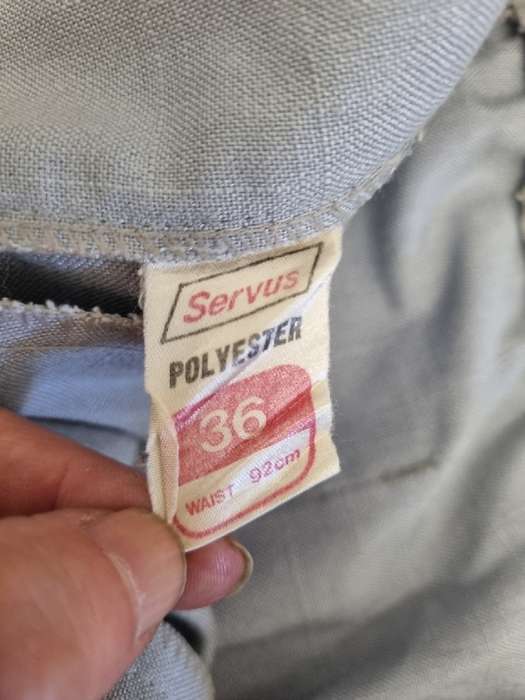 Servus
POLYESTER
36
WAIST 92cm